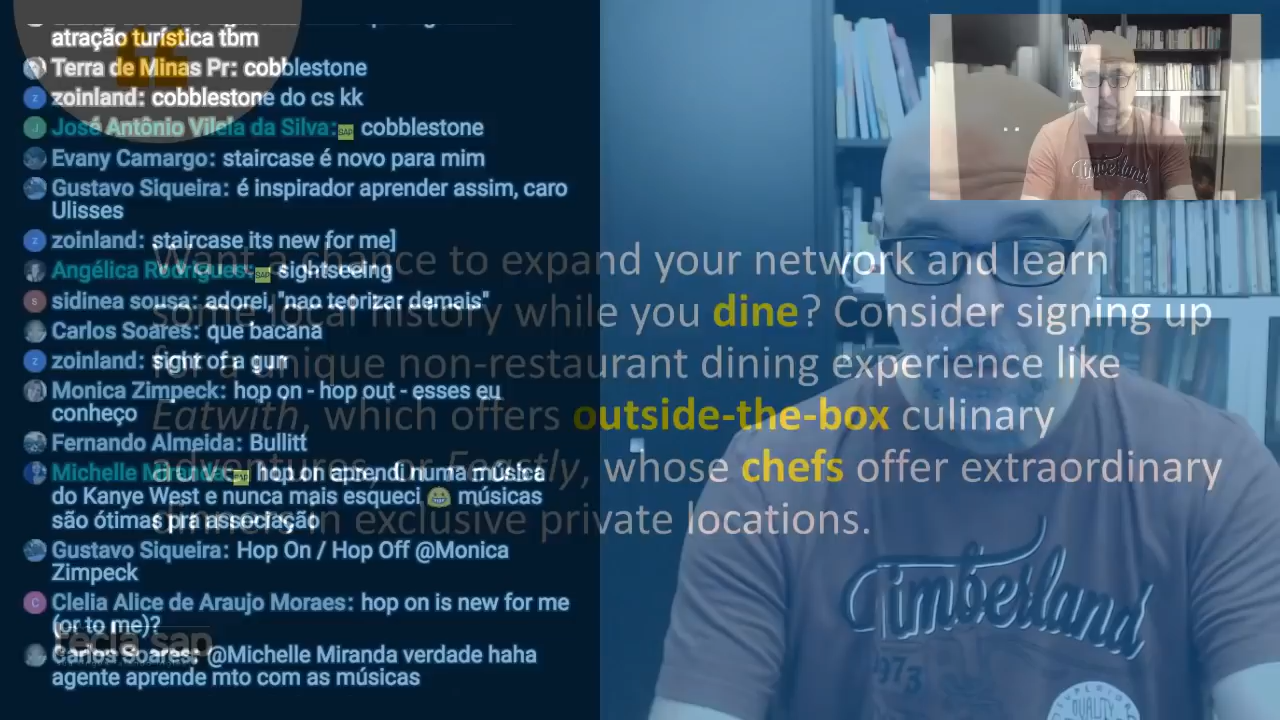 atração turística tbm
Terra de Minas Pr: cobblestone
zoinland: cobblestone do cs kk
José Antônio Vilela da Silva: cobblestone
Evany Camargo: staircase é novo para mim
Gustavo Siqueira: é inspirador aprender assim, caro
Ulisses
zoinland: staircase its new for me]
Angélica Rodrigues: sightseeing
sidinea sousa: adorei, "nao teorizar demais"
Carlos Soares: que bacana
zoinland: sight of a gun
Monica Zimpeck: hop on - hop out - esses eu
conheço
Fernando Almeida: Bullitt
Michelle Miranda: hop on aprendi numa música
do Kanye West e nunca mais esqueci músicas
são ótimas pra associação
Gustavo Siqueira: Hop On / Hop Off @Monica
Zimpeck
Clelia Alice de Araujo Moraes: hop on is new for me
(or to me)?
Carlos Soares: @Michelle Miranda verdade haha
agente aprende mto com as músicas
Want a chance to expand your network and learn
some local history while you dine? Consider signing up
for a unique non-restaurant dining experience like
Eatwith, which offers outside-the-box culinary
adventures, or Feastly, whose chefs offer extraordinary
dinners in exclusive private locations.
tecla sap
Timberland
Timberland
1973
SUPERIOR
QUALITY